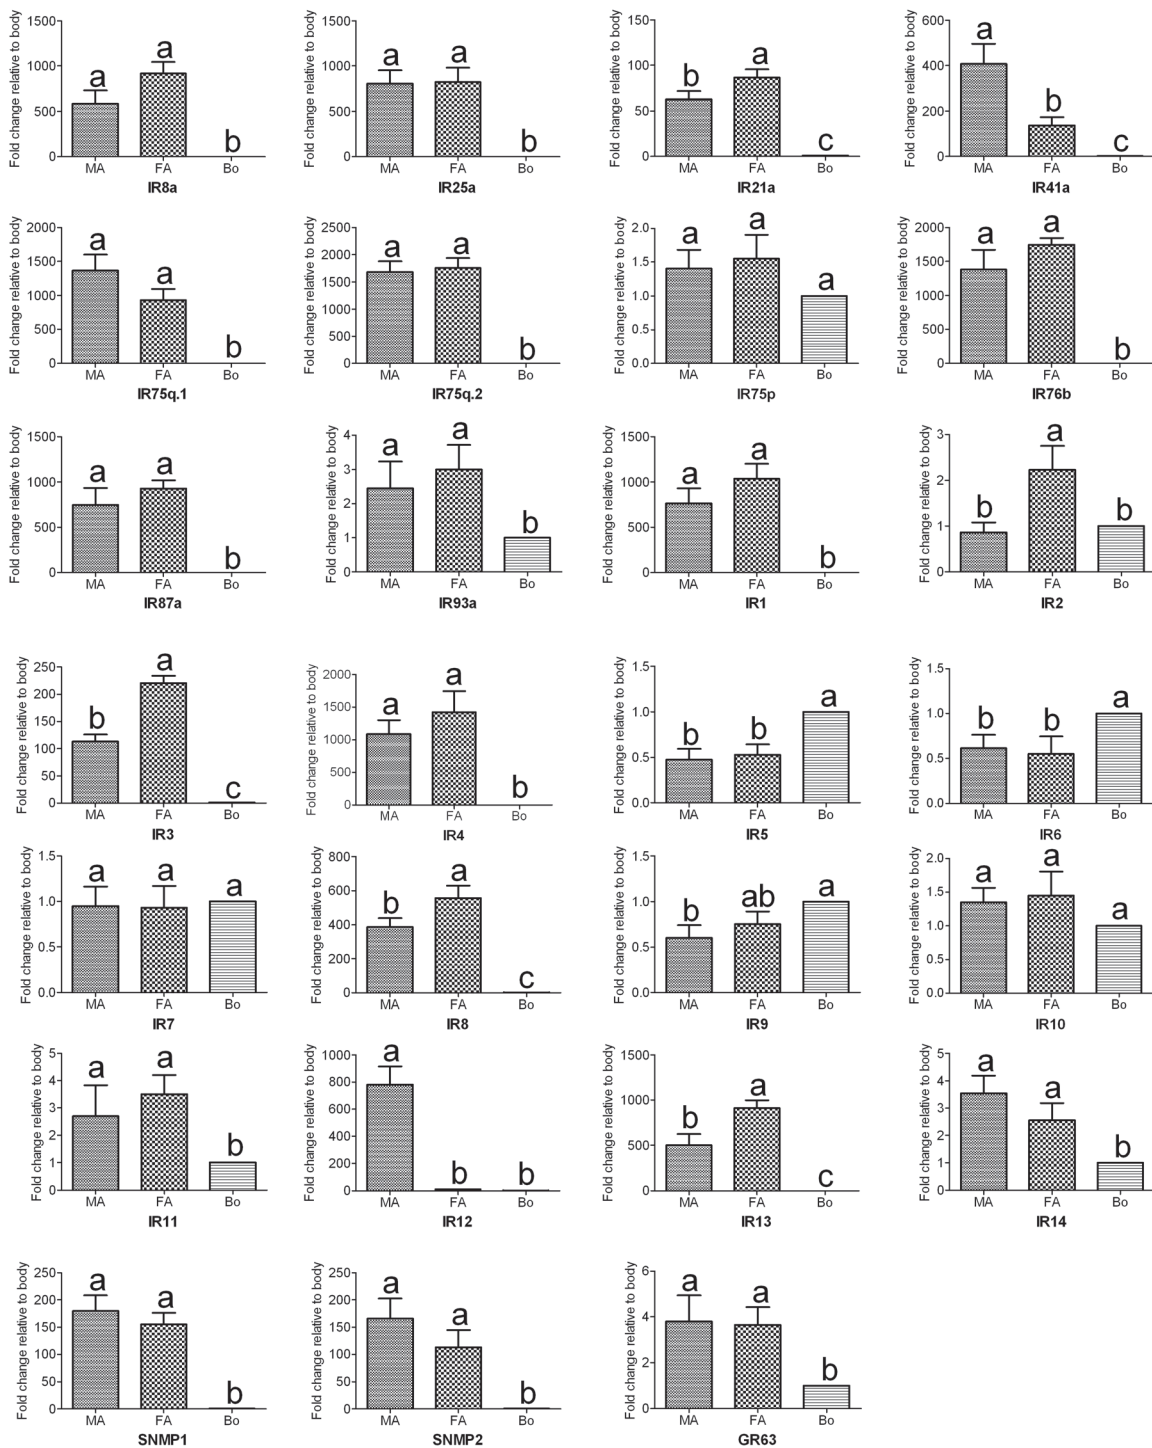 Fold change relative to body
1500
1000
500
0
a
a
b
MA FA Bo
IR8a
Fold change relative to body
1500
1000
500
0
a
a
b
MA FA Bo
IR25a
Fold change relative to body
150
100
50
0
b
a
c
MA FA Bo
IR21a
Fold change relative to body
600
400
200
0
a
b
c
MA FA Bo
IR41a
Fold change relative to body
2000
1500
1000
500
0
a
a
b
MA FA Bo
IR75q.1
Fold change relative to body
2500
2000
1500
1000
500
0
a
a
b
MA FA Bo
IR75q.2
Fold change relative to body
2.0
1.5
1.0
0.5
0.0
a
a
a
MA FA Bo
IR75p
Fold change relative to body
2000
1500
1000
500
0
a
a
b
MA FA Bo
IR76b
Fold change relative to body
1500
1000
500
0
a
a
b
MA FA Bo
IR87a
Fold change relative to body
4
3
2
1
0
a
a
b
MA FA Bo
IR93a
Fold change relative to body
1500
1000
500
0
a
a
b
MA FA Bo
IR1
Fold change relative to body
3
2
1
0
b
a
b
MA FA Bo
IR2
Fold change relative to body
250
200
150
100
50
0
b
a
c
MA FA Bo
IR3
Fold change relative to body
2000
1500
1000
500
0
a
a
b
MA FA Bo
IR4
Fold change relative to body
1.5
1.0
0.5
0.0
b
b
a
MA FA Bo
IR5
Fold change relative to body
1.5
1.0
0.5
0.0
b
b
a
MA FA Bo
IR6
Fold change relative to body
1.5
1.0
0.5
0.0
a
a
a
MA FA Bo
IR7
Fold change relative to body
800
600
400
200
0
b
a
c
MA FA Bo
IR8
Fold change relative to body
1.5
1.0
0.5
0.0
b
ab
a
MA FA Bo
IR9
Fold change relative to body
2.0
1.5
1.0
0.5
0.0
a
a
a
MA FA Bo
IR10
Fold change relative to body
5
4
3
2
1
0
a
a
b
MA FA Bo
IR11
Fold change relative to body
1000
800
600
400
200
0
a
b
b
MA FA Bo
IR12
Fold change relative to body
1500
1000
500
0
b
a
c
MA FA Bo
IR13
Fold change relative to body
5
4
3
2
1
0
a
a
b
MA FA Bo
IR14
Fold change relative to body
250
200
150
100
50
0
a
a
b
MA FA Bo
SNMP1
Fold change relative to body
250
200
150
100
50
0
a
a
b
MA FA Bo
SNMP2
Fold change relative to body
6
4
2
0
a
a
b
MA FA Bo
GR63